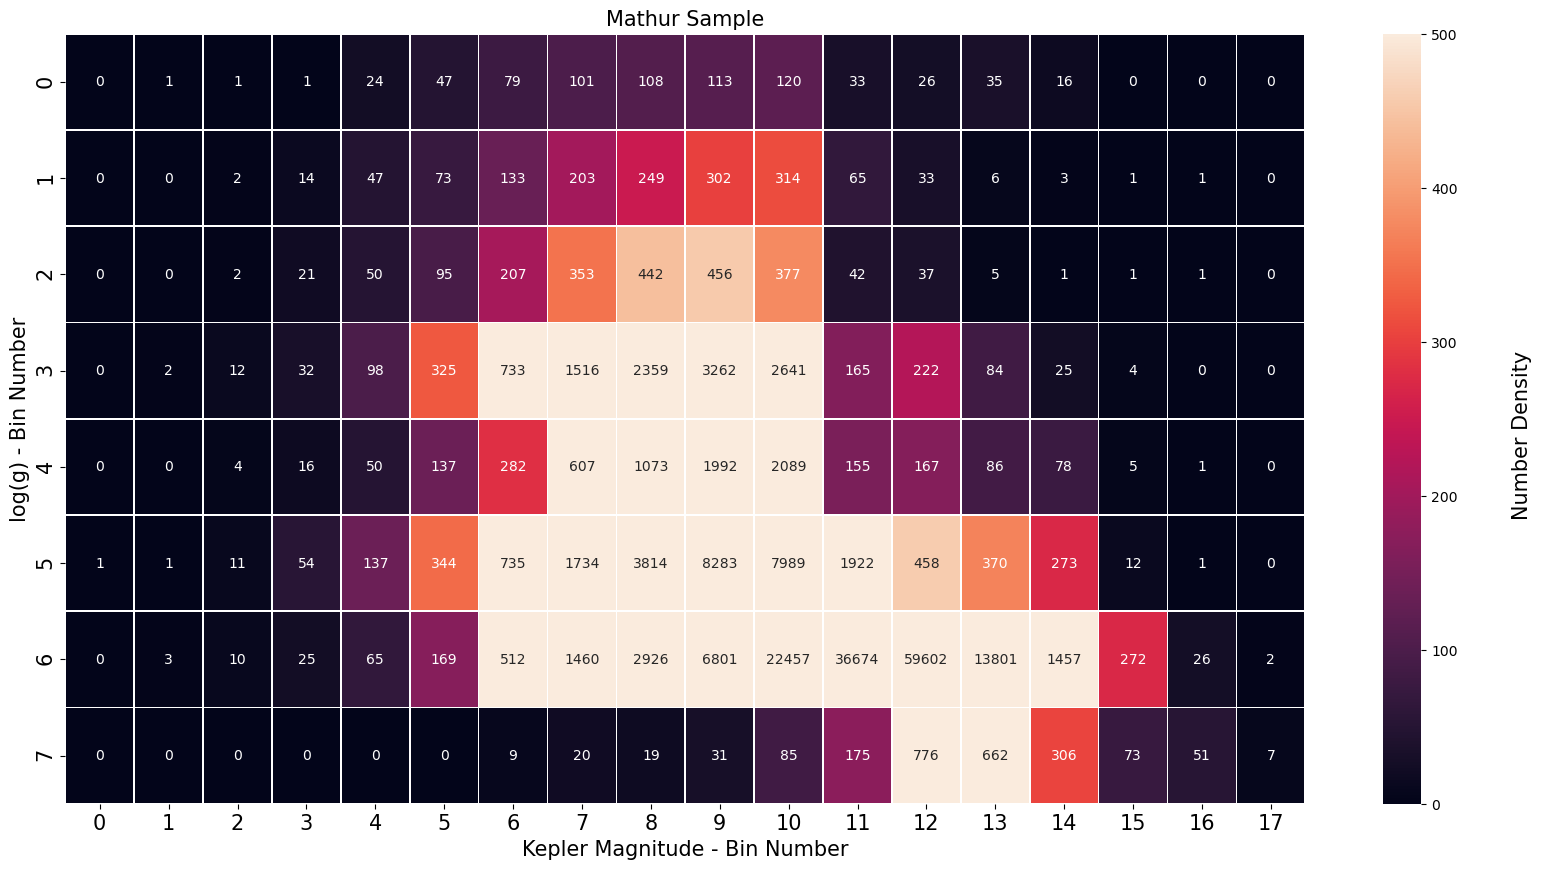 Mathur Sample
0 0 1 1 1 24 47 79 101 108 113 120 33 26 35 16 0 0 0
1 0 0 2 14 47 73 133 203 249 302 314 65 33 6 3 1 1 0
2 0 0 2 21 50 95 207 353 442 456 377 42 37 5 1 1 1 0
3 0 2 12 32 98 325 733 1516 2359 3262 2641 165 222 84 25 4 0 0
4 0 0 4 16 50 137 282 607 1073 1992 2089 155 167 86 78 5 1 0
5 1 1 11 54 137 344 735 1734 3814 8283 7989 1922 458 370 273 12 1 0
6 0 3 10 25 65 169 512 1460 2926 6801 22457 36674 59602 13801 1457 272 26 2
7 0 0 0 0 0 0 9 20 19 31 85 175 776 662 306 73 51 7
0 1 2 3 4 5 6 7 8 9 10 11 12 13 14 15 16 17
Kepler Magnitude - Bin Number
log(g) - Bin Number
500
400
300
200
100
0
Number Density